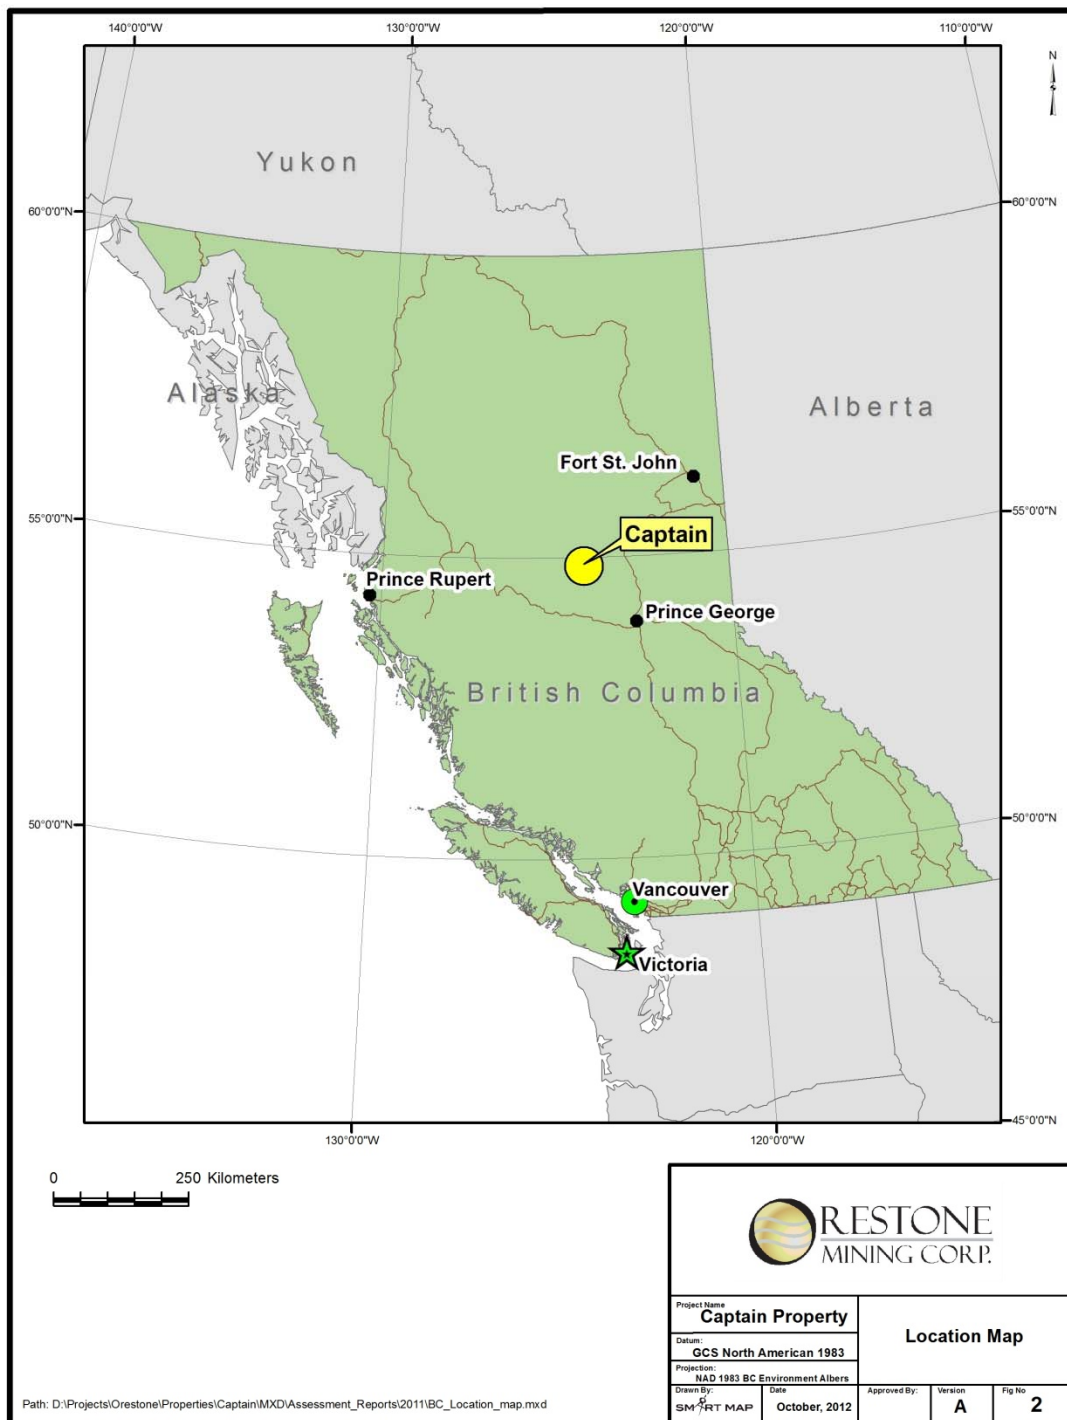 140°0'0"W 130°0'0"W 120°0'0"W 110°0'0"W
N
Yukon
60°0'0"N 60°0'0"N
Alaska
Alberta
Fort St. John
55°0'0"N 55°0'0"N
Captain
Prince Rupert
Prince George
British Columbia
50°0'0"N 50°0'0"N
Vancouver
Victoria
45°0'0"N
130°0'0"W 120°0'0"W
0 250 Kilometers
ORESTONE
MINING CORP.
Project Name
Captain Property
Datum:
GCS North American 1983
Projection:
NAD 1983 BC Environment Albers
Location Map
Drawn By:
SMART MAP
Date
October, 2012
Approved By:
Version
A
Fig No
2
Path: D:\Projects\Orestone\Properties\Captain\MXD\Assessment_Reports\2011\BC_Location_map.mxd